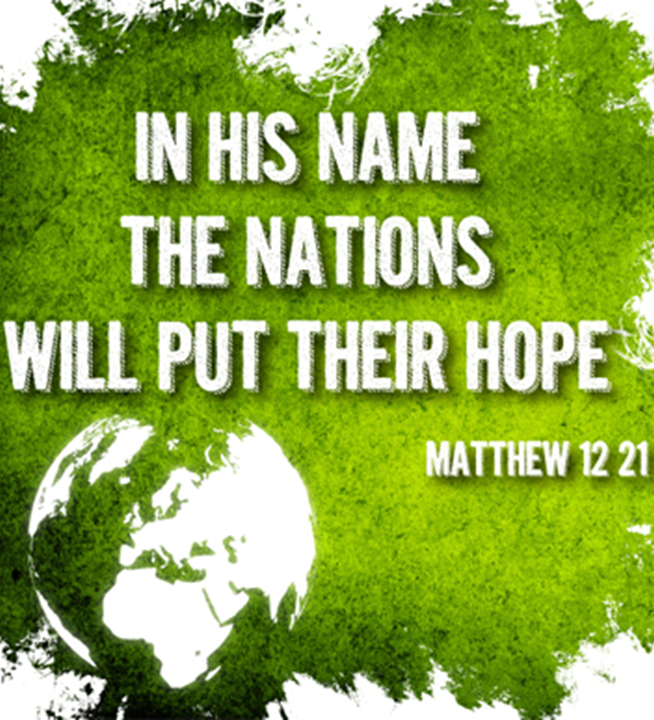 IN HIS NAME
THE NATIONS
WILL PUT THEIR HOPE
MATTHEW 12 21